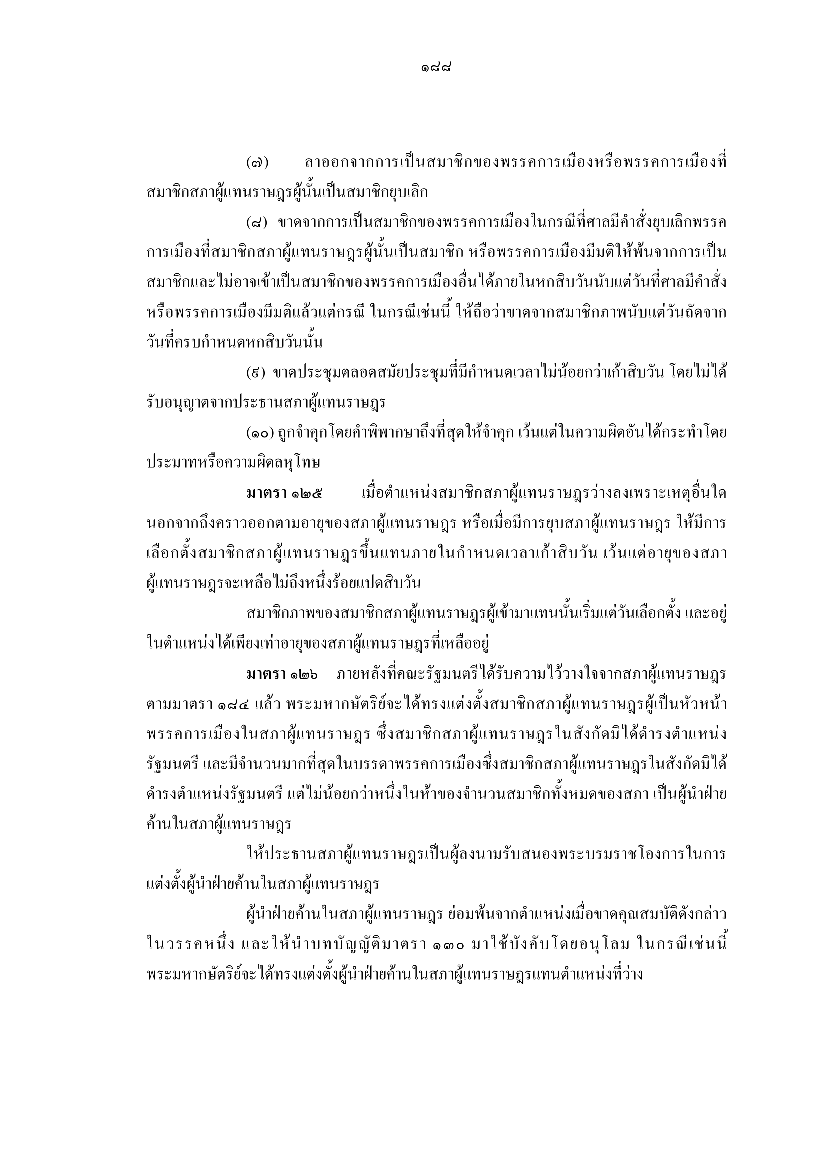 ๑๘๘
(๗) ลาออกจากการเป็นสมาชิกของพรรคการเมืองหรือพรรคการเมืองที่
สมาชิกสภาผู้แทนราษฎรผู้นั้นเป็นสมาชิกยุบเลิก
(๘) ขาดจากการเป็นสมาชิกของพรรคการเมืองในกรณีที่ศาลมีคำสั่งยุบเลิกพรรค
การเมืองที่สมาชิกสภาผู้แทนราษฎรผู้นั้นเป็นสมาชิก หรือพรรคการเมืองมีมติให้พ้นจากการเป็น
สมาชิกและไม่อาจเข้าเป็นสมาชิกของพรรคการเมืองอื่นได้ภายในหกสิบวันนับแต่วันที่ศาลมีคำสั่ง
หรือพรรคการเมืองมีมติแล้วแต่กรณี ในกรณีเช่นนี้ ให้ถือว่าขาดจากสมาชิกภาพนับแต่วันถัดจาก
วันที่ครบกำหนดหกสิบวันนั้น
(๙) ขาดประชุมตลอดสมัยประชุมที่มีกำหนดเวลาไม่น้อยกว่าเก้าสิบวัน โดยไม่ได้
รับอนุญาตจากประธานสภาผู้แทนราษฎร
(๑๐) ถูกจำคุกโดยคำพิพากษาถึงที่สุดให้จำคุก เว้นแต่ในความผิดอันได้กระทำโดย
ประมาทหรือความผิดลหุโทษ
มาตรา ๑๒๕ เมื่อตำแหน่งสมาชิกสภาผู้แทนราษฎรว่างลงเพราะเหตุอื่นใด
นอกจากถึงคราวออกตามอายุของสภาผู้แทนราษฎร หรือเมื่อมีการยุบสภาผู้แทนราษฎร ให้มีการ
เลือกตั้งสมาชิกสภาผู้แทนราษฎรขึ้นแทนภายในกำหนดเวลาเก้าสิบวัน เว้นแต่อายุของสภา
ผู้แทนราษฎรจะเหลือไม่ถึงหนึ่งร้อยแปดสิบวัน
สมาชิกภาพของสมาชิกสภาผู้แทนราษฎรผู้เข้ามาแทนนั้นเริ่มแต่วันเลือกตั้ง และอยู่
ในตำแหน่งได้เพียงเท่าอายุของสภาผู้แทนราษฎรที่เหลืออยู่
มาตรา ๑๒๖ ภายหลังที่คณะรัฐมนตรีได้รับความไว้วางใจจากสภาผู้แทนราษฎร
ตามมาตรา ๑๘๔ แล้ว พระมหากษัตริย์จะได้ทรงแต่งตั้งสมาชิกสภาผู้แทนราษฎรผู้เป็นหัวหน้า
พรรคการเมืองในสภาผู้แทนราษฎร ซึ่งสมาชิกสภาผู้แทนราษฎรในสังกัดมิได้ดำรงตำแหน่ง
รัฐมนตรี และมีจำนวนมากที่สุดในบรรดาพรรคการเมืองซึ่งสมาชิกสภาผู้แทนราษฎรในสังกัดมิได้
ดำรงตำแหน่งรัฐมนตรี แต่ไม่น้อยกว่าหนึ่งในห้าของจำนวนสมาชิกทั้งหมดของสภา เป็นผู้นำฝ่าย
ค้านในสภาผู้แทนราษฎร
ให้ประธานสภาผู้แทนราษฎรเป็นผู้ลงนามรับสนองพระบรมราชโองการในการ
แต่งตั้งผู้นำฝ่ายค้านในสภาผู้แทนราษฎร
ผู้นำฝ่ายค้านในสภาผู้แทนราษฎร ย่อมพ้นจากตำแหน่งเมื่อขาดคุณสมบัติดังกล่าว
ในวรรคหนึ่ง และให้นำบทบัญญัติมาตรา ๑๓๐ มาใช้บังคับโดยอนุโลม ในกรณีเช่นนี้
พระมหากษัตริย์จะได้ทรงแต่งตั้งผู้นำฝ่ายค้านในสภาผู้แทนราษฎรแทนตำแหน่งที่ว่าง